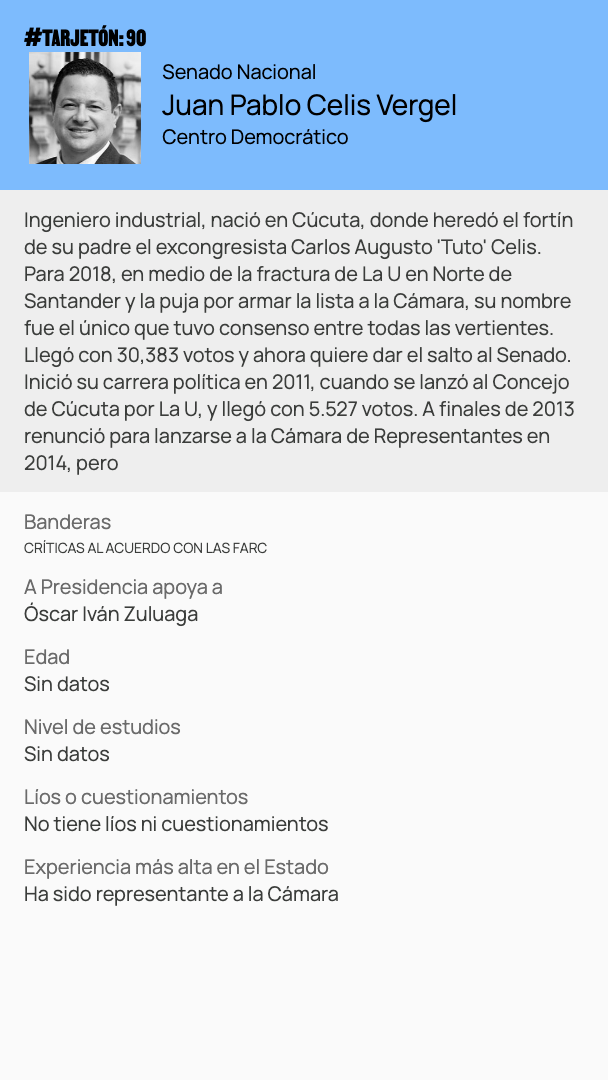 #TARJETÓN: 90
Senado Nacional
Juan Pablo Celis Vergel
Centro Democrático
Ingeniero industrial, nació en Cúcuta, donde heredó el fortín
de su padre el excongresista Carlos Augusto 'Tuto' Celis.
Para 2018, en medio de la fractura de La U en Norte de
Santander y la puja por armar la lista a la Cámara, su nombre
fue el único que tuvo consenso entre todas las vertientes.
Llegó con 30,383 votos y ahora quiere dar el salto al Senado.
Inició su carrera política en 2011, cuando se lanzó al Concejo
de Cúcuta por La U, y llegó con 5.527 votos. A finales de 2013
renunció para lanzarse a la Cámara de Representantes en
2014, pero
Banderas
CRÍTICAS AL ACUERDO CON LAS FARC
A Presidencia apoya a
Óscar Iván Zuluaga
Edad
Sin datos
Nivel de estudios
Sin datos
Líos o cuestionamientos
No tiene líos ni cuestionamientos
Experiencia más alta en el Estado
Ha sido representante a la Cámara